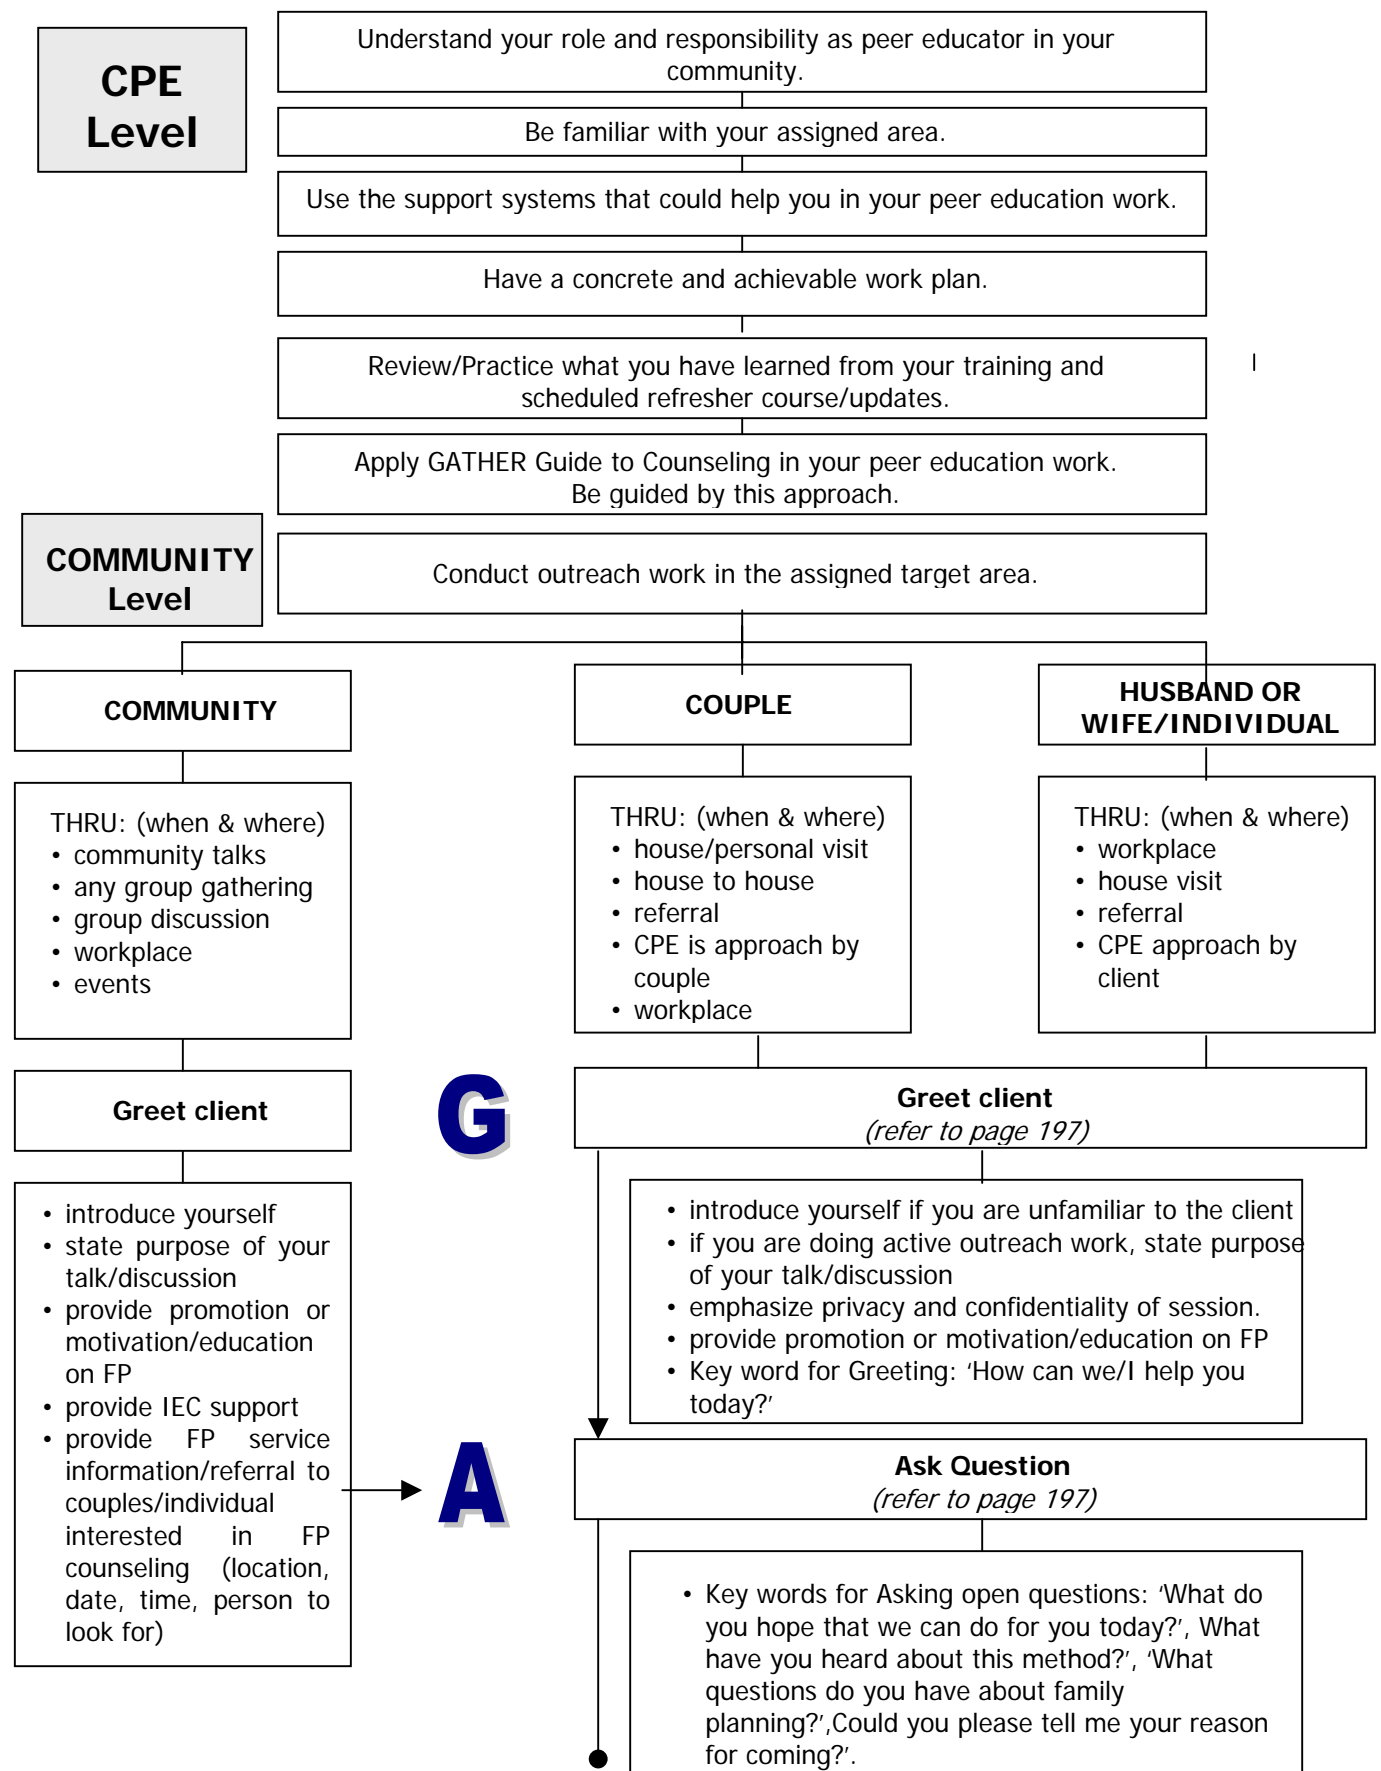 CPE
Level
Understand your role and responsibility as peer educator in your
community.
Be familiar with your assigned area.
Use the support systems that could help you in your peer education work.
Have a concrete and achievable work plan.
Review/Practice what you have learned from your training and
scheduled refresher course/updates.
Apply GATHER Guide to Counseling in your peer education work.
Be guided by this approach.
COMMUNITY
Level
Conduct outreach work in the assigned target area.
COMMUNITY
THRU: (when & where)
• community talks
• any group gathering
• group discussion
• workplace
• events
Greet client
• introduce yourself
• state purpose of your
talk/discussion
• provide promotion or
motivation/education
on FP
• provide IEC support
• provide FP service
information/referral to
couples/individual
interested in FP
counseling (location,
date, time, person to
look for)
COUPLE
THRU: (when & where)
• house/personal visit
• house to house
• referral
• CPE is approach by
couple
• workplace
HUSBAND OR
WIFE/INDIVIDUAL
THRU: (when & where)
• workplace
• house visit
• referral
• CPE approach by
client
G
Greet client
(refer to page 197)
• introduce yourself if you are unfamiliar to the client
• if you are doing active outreach work, state purpose
of your talk/discussion
• emphasize privacy and confidentiality of session.
• provide promotion or motivation/education on FP
• Key word for Greeting: ‘How can we/I help you
today?’
A
Ask Question
(refer to page 197)
• Key words for Asking open questions: ‘What do
you hope that we can do for you today?’, What
have you heard about this method?’, ‘What
questions do you have about family
planning?’,Could you please tell me your reason
for coming?’.